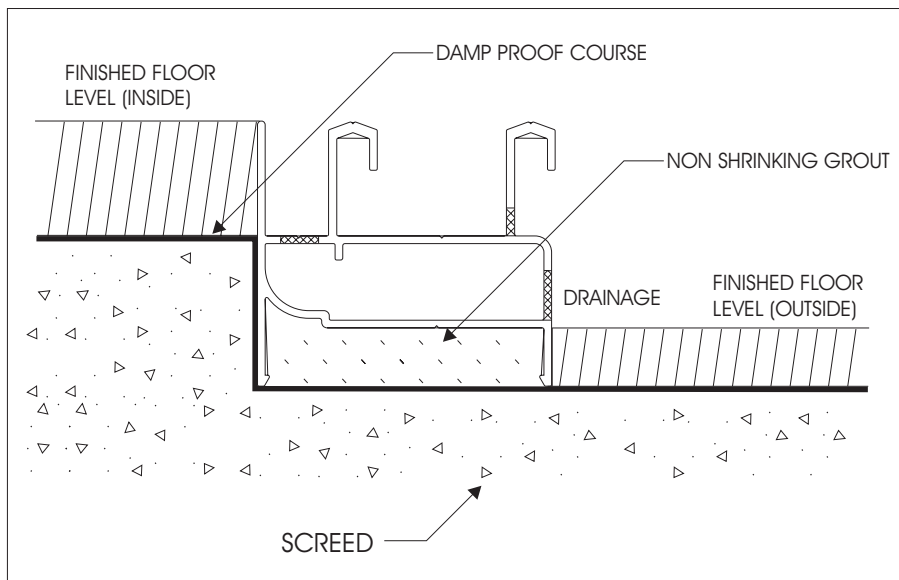 DAMP PROOF COURSE
FINISHED FLOOR
LEVEL (INSIDE)
NON SHRINKING GROUT
DRAINAGE
FINISHED FLOOR
LEVEL (OUTSIDE)
SCREED